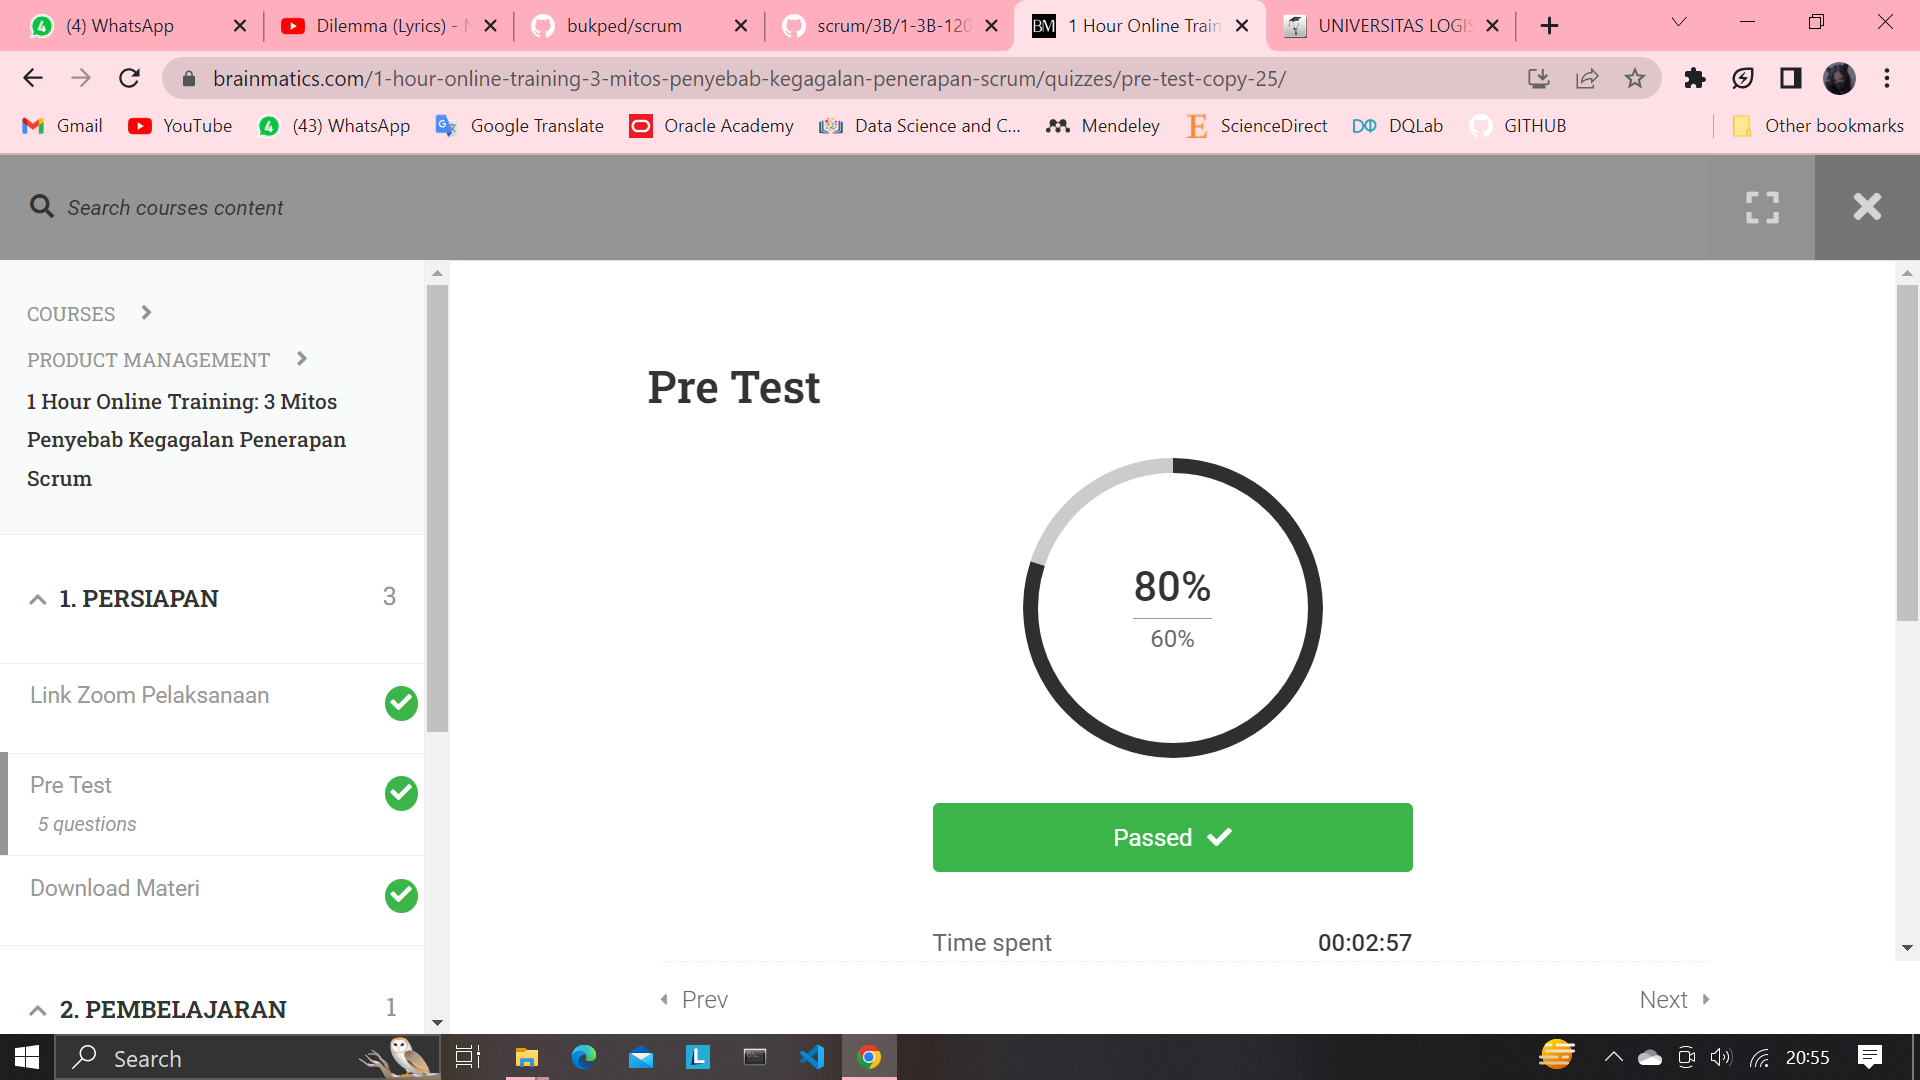 (4) WhatsApp
Dilemma (Lyrics) -
bukped/scrum
scrum/3B/1-3B-120
BM 1 Hour Online Train
UNIVERSITAS LOGIS
brainmatics.com/1-hour-online-training-3-mitos-penyebab-kegagalan-penerapan-scrum/quizzes/pre-test-copy-25/
Gmail
YouTube
(43) WhatsApp
Google Translate
Oracle Academy
Data Science and C...
Mendeley
ScienceDirect
DQLab
GITHUB
Other bookmarks
Search courses content
COURSES
PRODUCT MANAGEMENT
1 Hour Online Training: 3 Mitos
Penyebab Kegagalan Penerapan
Scrum
1. PERSIAPAN 3
Link Zoom Pelaksanaan
Pre Test
5 questions
Download Materi
2. PEMBELAJARAN 1
Pre Test
80%
60%
Passed
Time spent 00:02:57
Prev
Next
Search
20:55